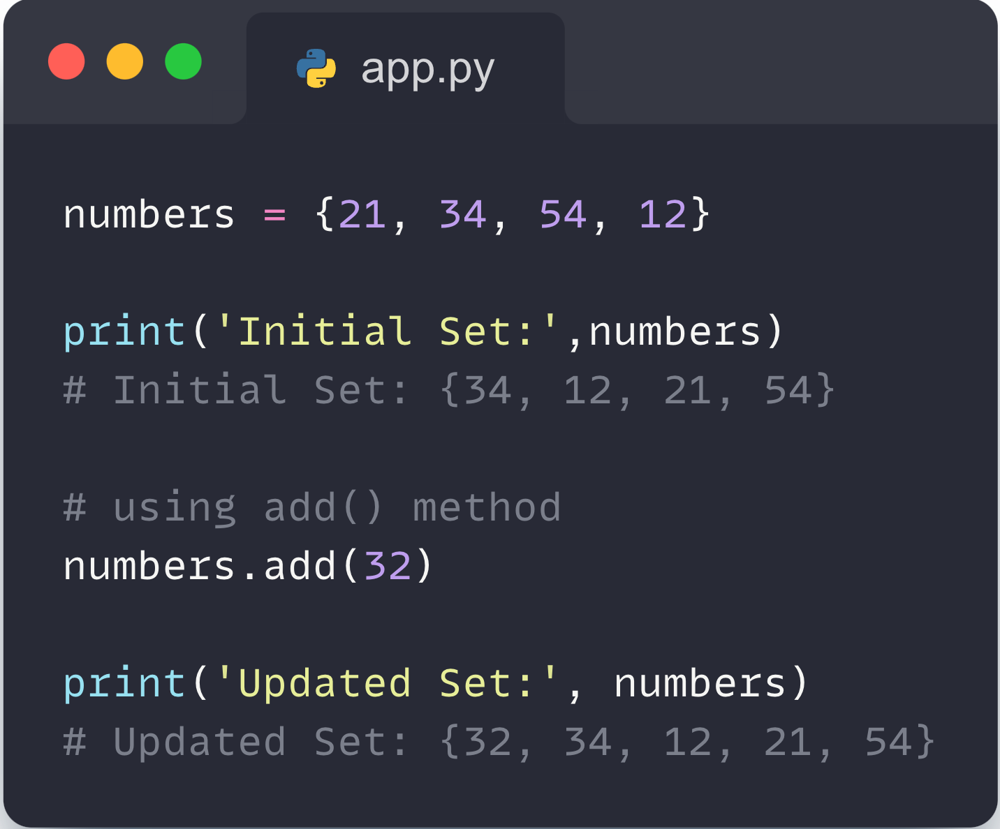 app.py
numbers = {21, 34, 54, 12}
print('Initial Set:',numbers)
# Initial Set: {34, 12, 21, 54}
# using add() method
numbers.add(32)
print('Updated Set:', numbers)
# Updated Set: {32, 34, 12, 21, 54}